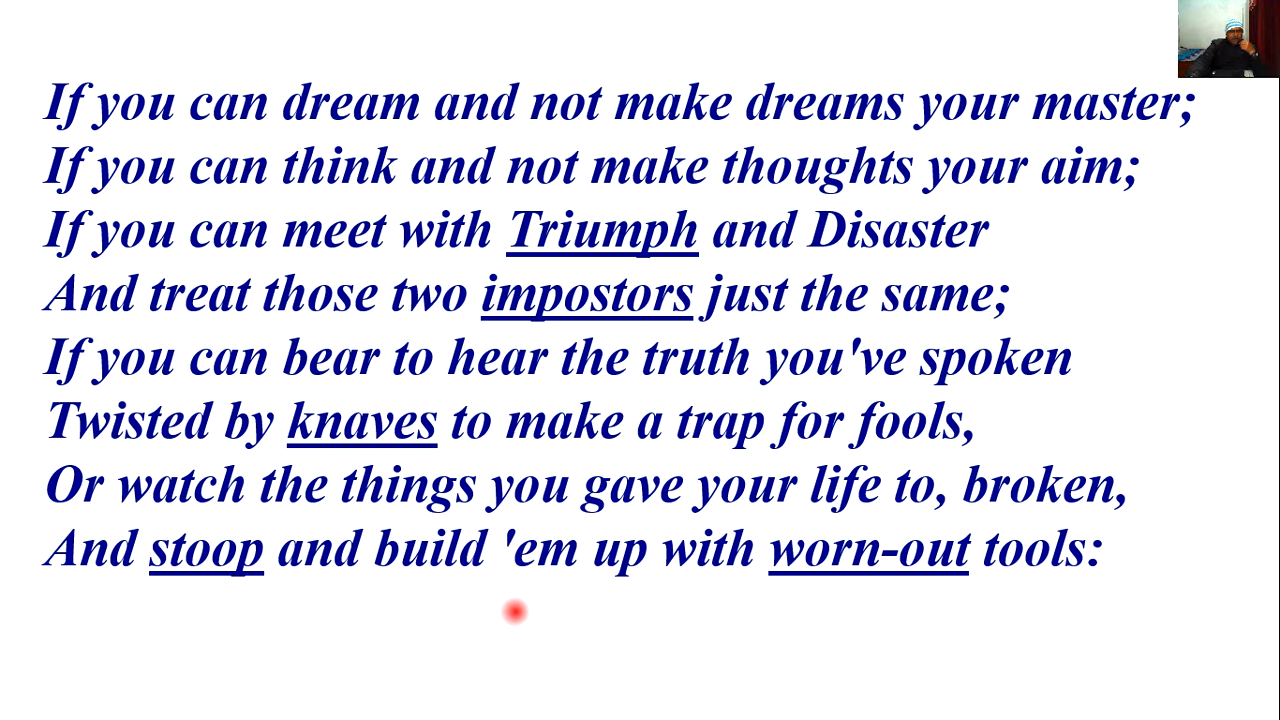 If you can dream and not make dreams your master;
If you can think and not make thoughts your aim;
If you can meet with Triumph and Disaster
And treat those two impostors just the same;
If you can bear to hear the truth you've spoken
Twisted by knaves to make a trap for fools,
Or watch the things you gave your life to, broken,
And stoop and build 'em up with worn-out tools: